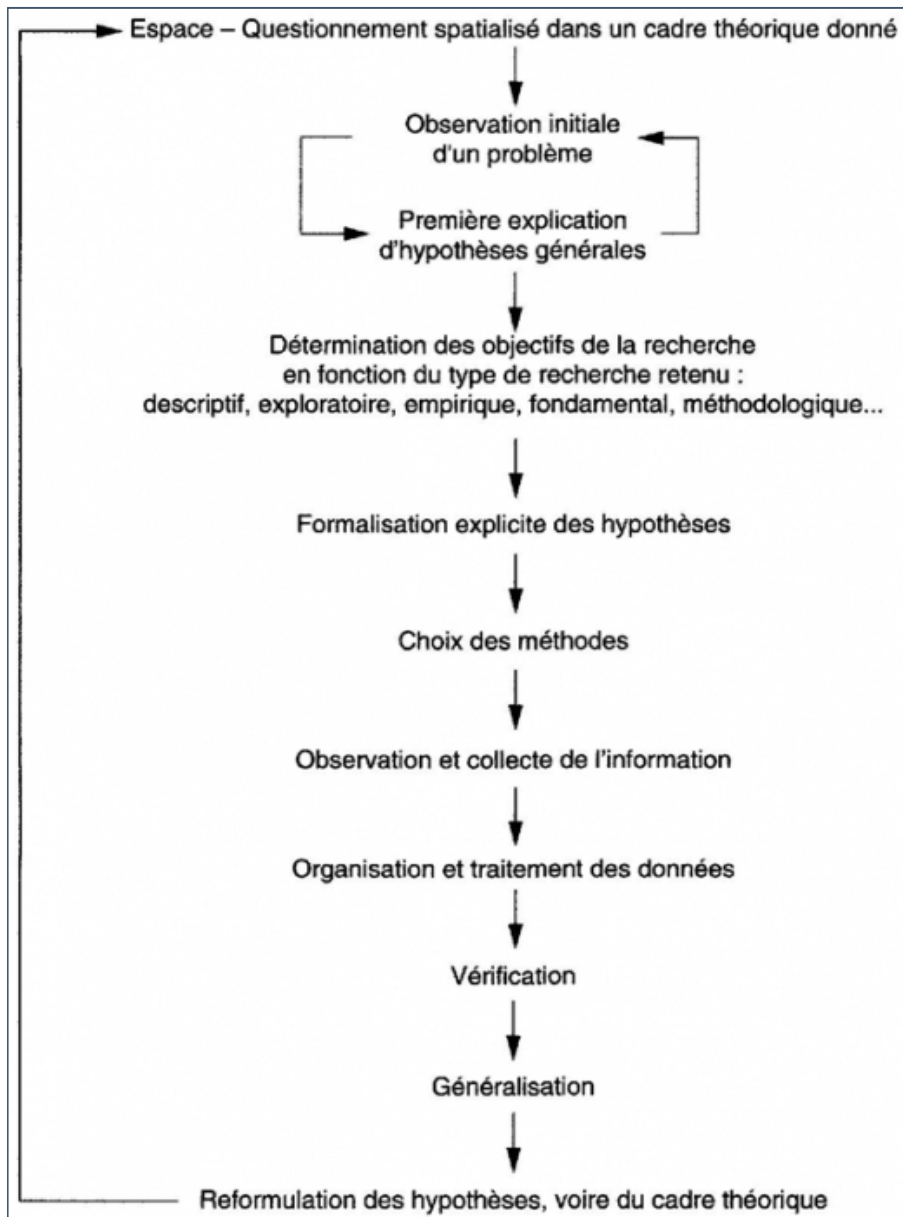 Espace – Questionnement spatialisé dans un cadre théorique donné
Observation initiale
d'un problème
Première explication
d'hypothèses générales
Détermination des objectifs de la recherche
en fonction du type de recherche retenu :
descriptif, exploratoire, empirique, fondamental, méthodologique...
Formalisation explicite des hypothèses
Choix des méthodes
Observation et collecte de l'information
Organisation et traitement des données
Vérification
Généralisation
Reformulation des hypothèses, voire du cadre théorique